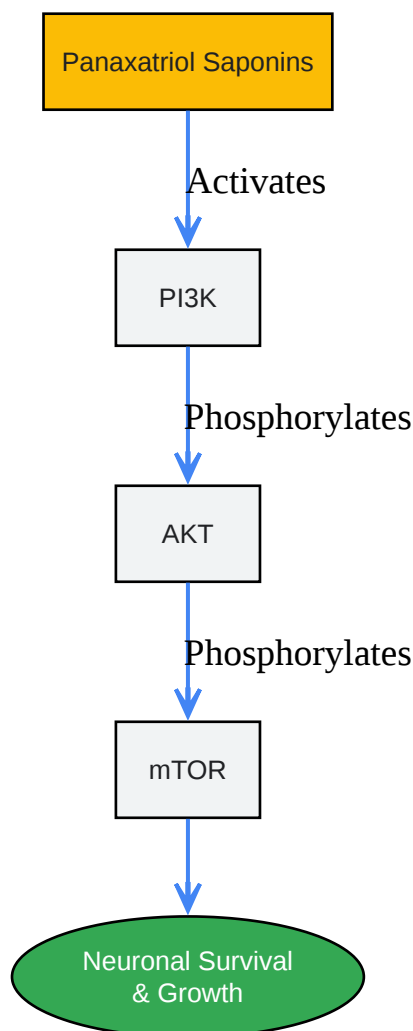 Panaxatriol Saponins
Activates
PI3K
Phosphorylates
AKT
Phosphorylates
mTOR
Neuronal Survival
& Growth